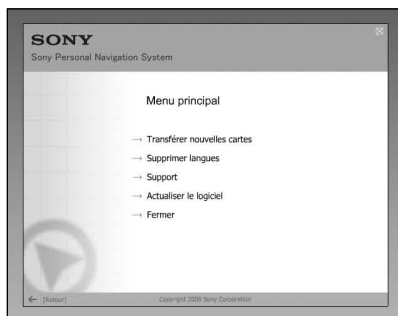 SONY
Sony Personal Navigation System
Menu principal
→ Transférer nouvelles cartes
→ Supprimer langues
→ Support
→ Actualiser le logiciel
→ Fermer
← [Retour]
Copyright 2008 Sony Corporation